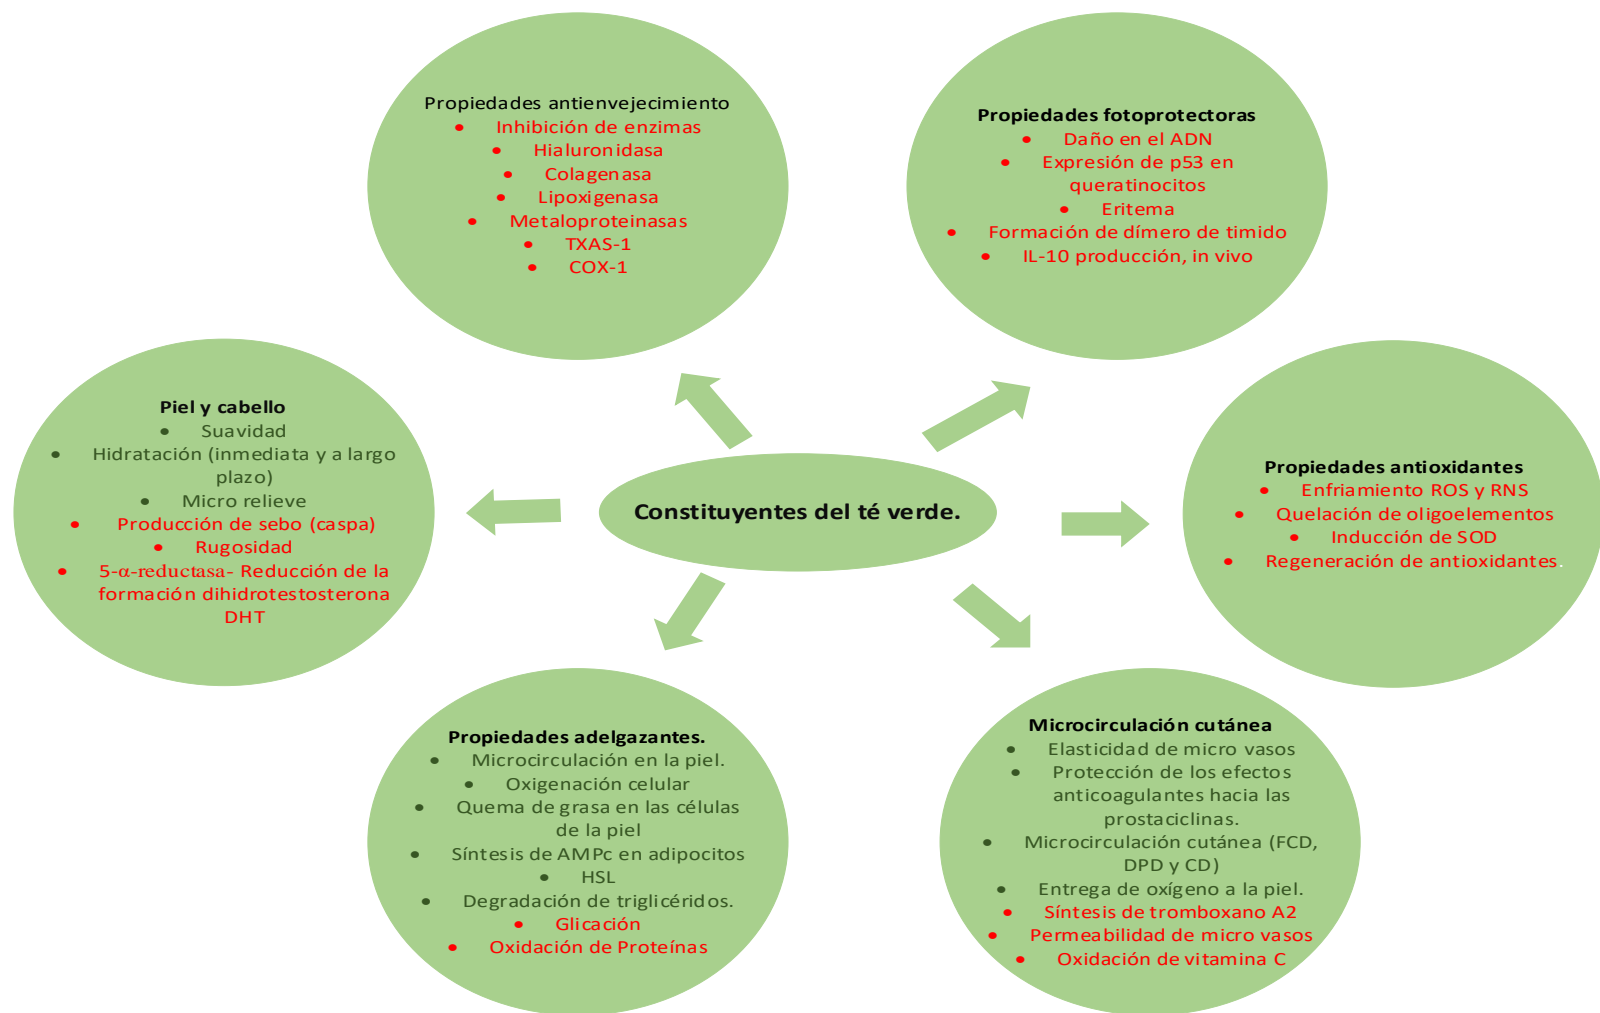 Propiedades antienvejecimiento
• Inhibición de enzimas
• Hialuronidasa
• Colagenasa
• Lipoxigenasa
• Metaloproteinasas
• TXAS-1
• COX-1
Propiedades fotoprotectoras
• Daño en el ADN
• Expresión de p53 en
queratinocitos
• Eritema
• Formación de dímero de timido
• IL-10 producción, in vivo
Piel y cabello
• Suavidad
• Hidratación (inmediata y a largo
plazo)
• Micro relieve
• Producción de sebo (caspa)
• Rugosidad
• 5-α-reductasa- Reducción de la
formación dihidrotestosterona
DHT
Constituyentes del té verde.
Propiedades antioxidantes
• Enfriamiento ROS y RNS
• Quelación de oligoelementos
• Inducción de SOD
• Regeneración de antioxidantes.
Propiedades adelgazantes.
• Microcirculación en la piel.
• Oxigenación celular
• Quema de grasa en las células
de la piel
• Síntesis de AMPc en adipocitos
• HSL
• Degradación de triglicéridos.
• Glicación
• Oxidación de Proteínas
Microcirculación cutánea
• Elasticidad de micro vasos
• Protección de los efectos
anticoagulantes hacia las
prostaciclinas.
• Microcirculación cutánea (FCD,
DPD y CD)
• Entrega de oxígeno a la piel.
• Síntesis de tromboxano A2
• Permeabilidad de micro vasos
• Oxidación de vitamina C